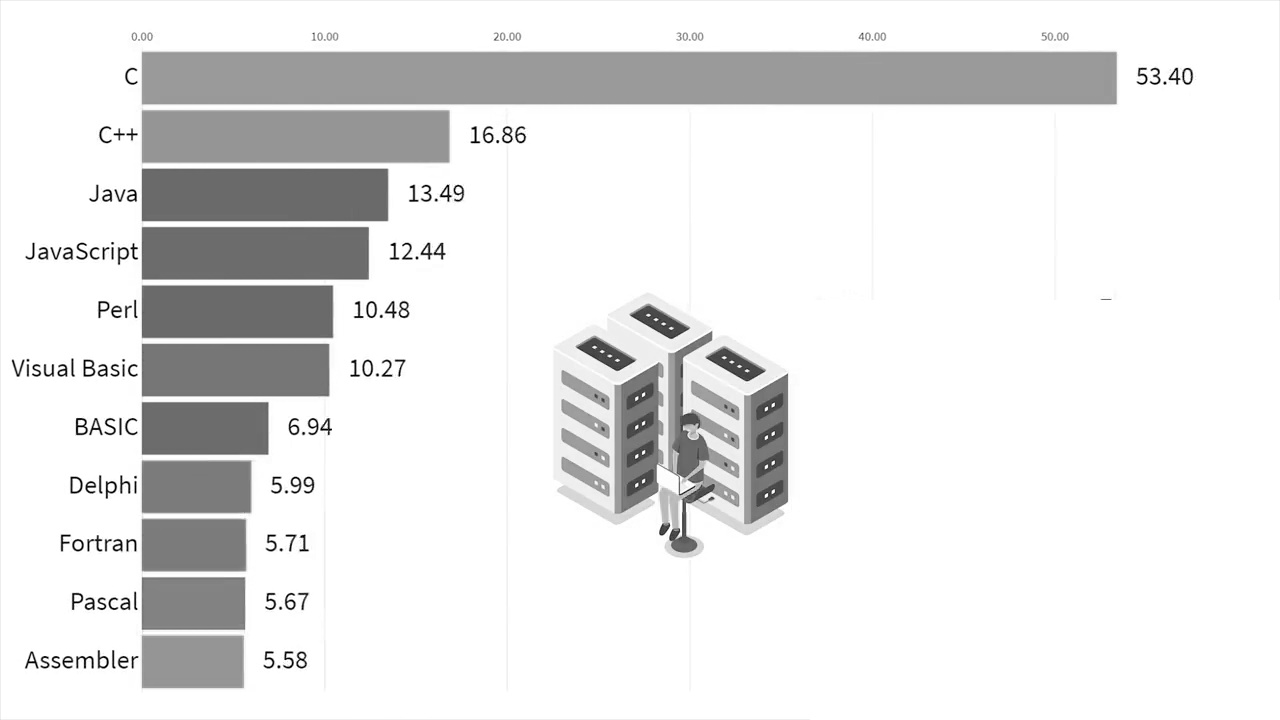 0.00 10.00 20.00 30.00 40.00 50.00
C 53.40
C++ 16.86
Java 13.49
JavaScript 12.44
Perl 10.48
Visual Basic 10.27
BASIC 6.94
Delphi 5.99
Fortran 5.71
Pascal 5.67
Assembler 5.58